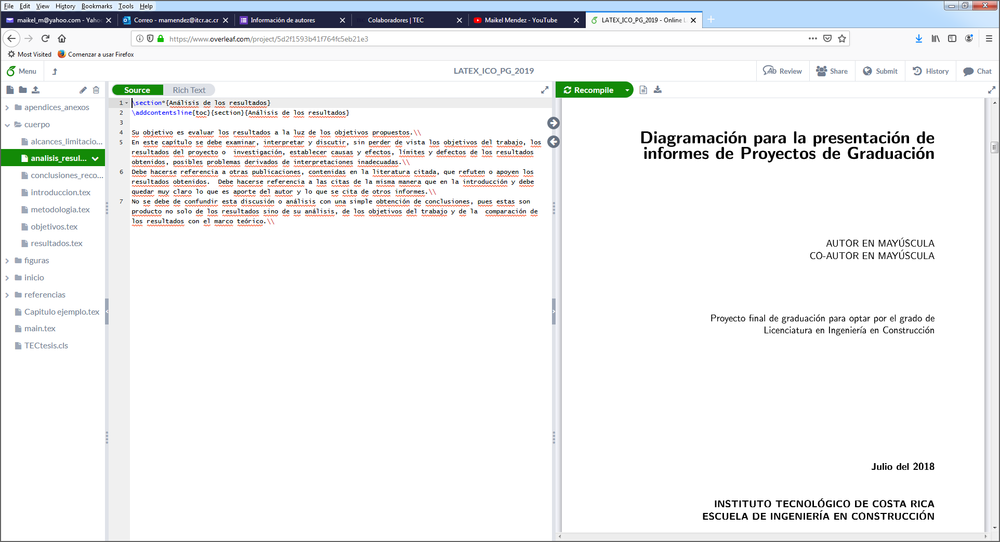 File Edit View History Bookmarks Tools Help
maikel_m@yahoo.com - Yaho
Correo - mamendez@itcr.ac.cr
Información de autores
Colaboradores | TEC
Maikel Mendez - YouTube
LATEX_ICO_PG_2019 - Online L
https://www.overleaf.com/project/5d2f1593b41f764fc5eb21e3
Most Visited Comenzar a usar Firefox
Menu
LATEX_ICO_PG_2019
Review Share Submit History Chat
Source Rich Text
Recompile
apendices_anexos
cuerpo
alcances_limitacio...
analisis_resul...
conclusiones_reco...
introduccion.tex
metodologia.tex
objetivos.tex
resultados.tex
figuras
inicio
referencias
Capitulo ejemplo.tex
main.tex
TECtesis.cls
1 \section*{Análisis de los resultados}
2 \addcontentsline{toc}{section}{Análisis de los resultados}
3
4 Su objetivo es evaluar los resultados a la luz de los objetivos propuestos.\\
5 En este capítulo se debe examinar, interpretar y discutir, sin perder de vista los objetivos del trabajo, los
resultados del proyecto o  investigación, establecer causas y efectos, límites y defectos de los resultados
obtenidos, posibles problemas derivados de interpretaciones inadecuadas.\\
6 Debe hacerse referencia a otras publicaciones, contenidas en la literatura citada, que refuten o apoyen los
resultados obtenidos.  Debe hacerse referencia a las citas de la misma manera que en la introducción y debe
quedar muy claro lo que es aporte del autor y lo que se cita de otros informes.\\
7 No se debe de confundir esta discusión o análisis con una simple obtención de conclusiones, pues estas son
producto no solo de los resultados sino de su análisis, de los objetivos del trabajo y de la  comparación de
los resultados con el marco teórico.\\
Diagramación para la presentación de
informes de Proyectos de Graduación
AUTOR EN MAYÚSCULA
CO-AUTOR EN MAYÚSCULA
Proyecto final de graduación para optar por el grado de
Licenciatura en Ingeniería en Construcción
Julio del 2018
INSTITUTO TECNOLÓGICO DE COSTA RICA
ESCUELA DE INGENIERÍA EN CONSTRUCCIÓN